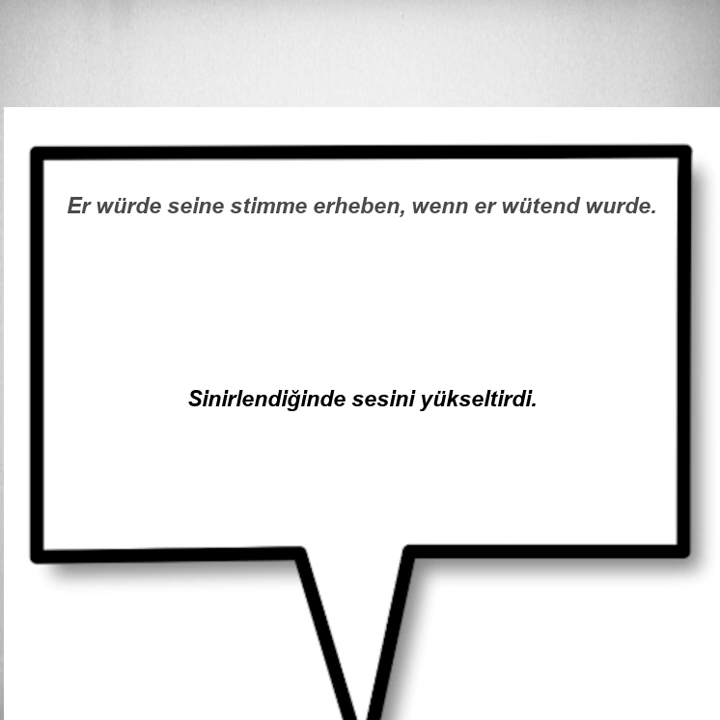 Er würde seine stimme erheben, wenn er wütend wurde.
Sinirlendiğinde sesini yükseltirdi.